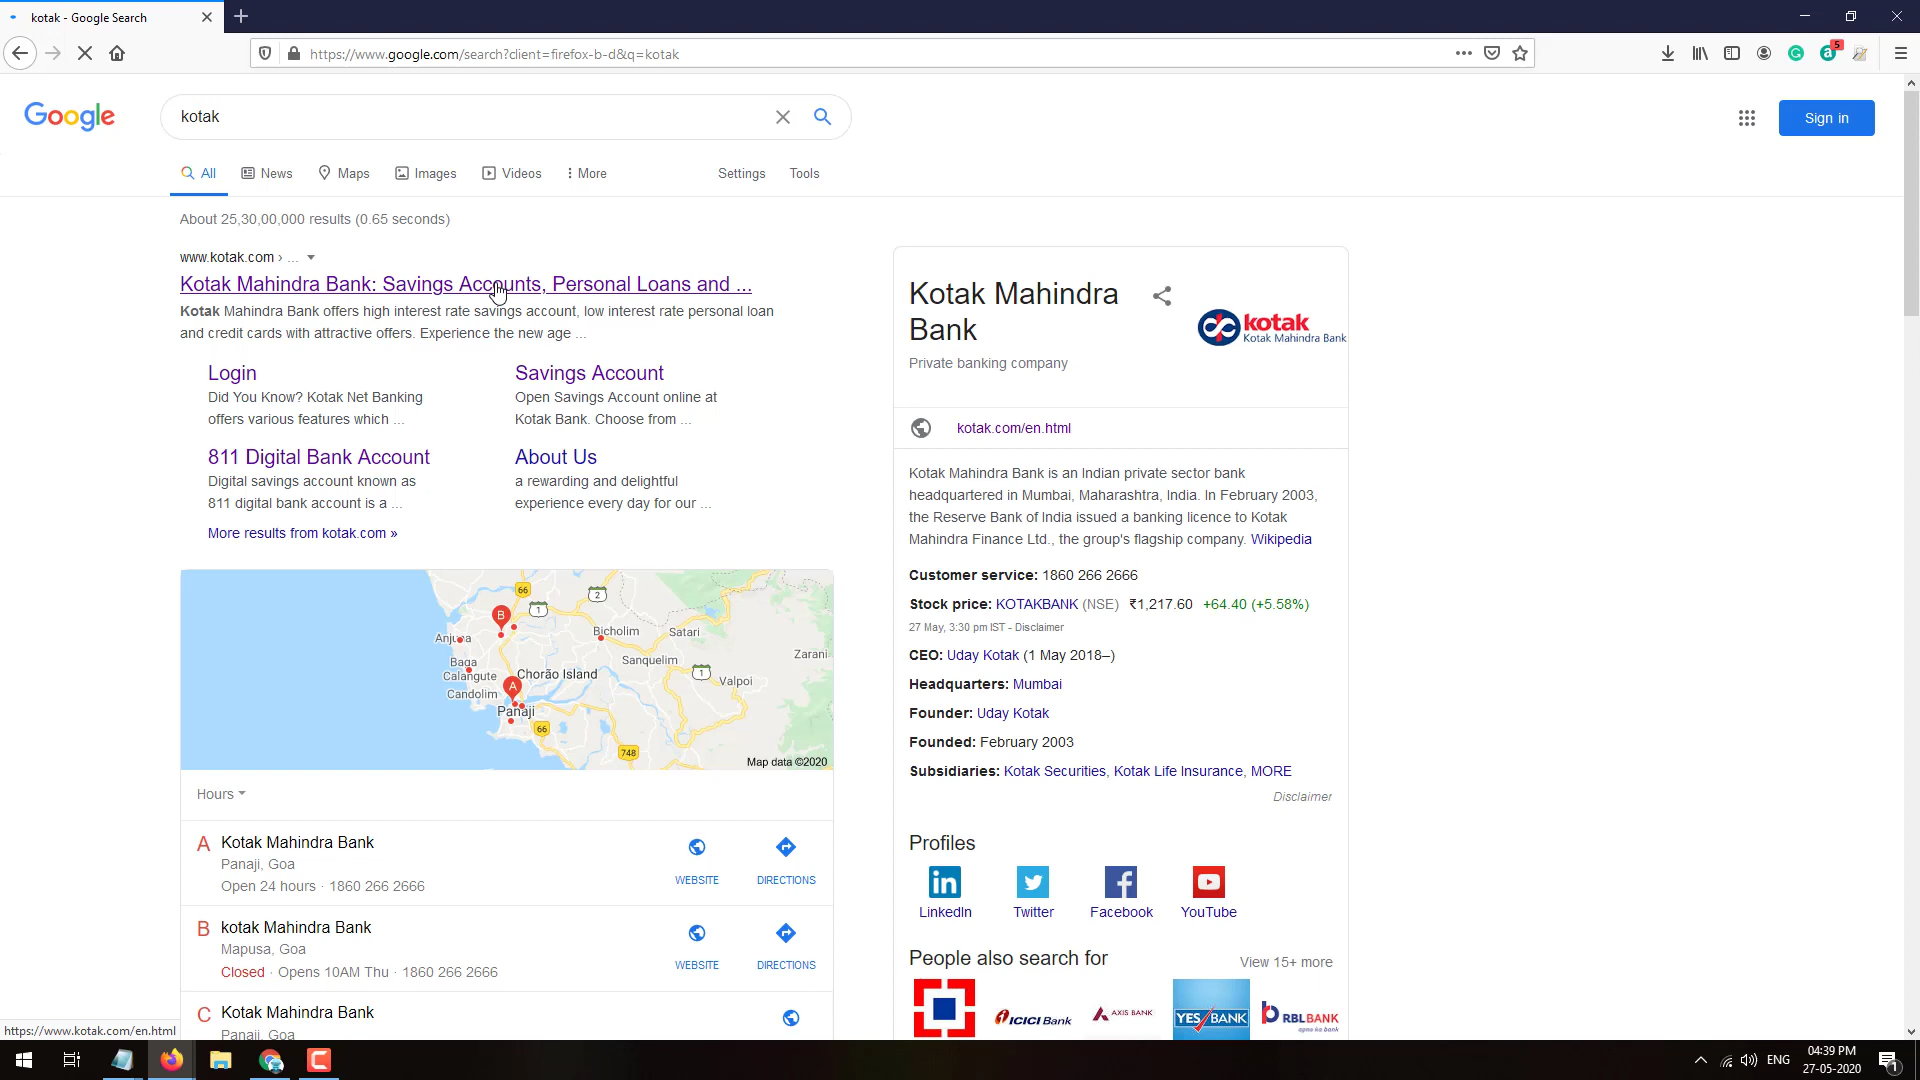 kotak - Google Search
https://www.google.com/search?client=firefox-b-d&q=kotak
5
Google
kotak
Sign in
All
News
Maps
Images
Videos
More
Settings
Tools
About 25,30,00,000 results (0.65 seconds)
www.kotak.com › ...
Kotak Mahindra Bank: Savings Accounts, Personal Loans and ...
Kotak Mahindra Bank offers high interest rate savings account, low interest rate personal loan
and credit cards with attractive offers. Experience the new age ...
Login
Did You Know? Kotak Net Banking
offers various features which ...
Savings Account
Open Savings Account online at
Kotak Bank. Choose from ...
811 Digital Bank Account
Digital savings account known as
811 digital bank account is a ...
About Us
a rewarding and delightful
experience every day for our ...
More results from kotak.com »
66
2
1
B
Anjuna
Bicholim
Satari
Zarani
Baga
Sanquelim
1
Calangute
Chorão Island
Valpoi
A
Candolim
Panaji
66
748
Map data ©2020
Hours
A
Kotak Mahindra Bank
Panaji, Goa
Open 24 hours · 1860 266 2666
WEBSITE
DIRECTIONS
B
kotak Mahindra Bank
Mapusa, Goa
Closed · Opens 10AM Thu · 1860 266 2666
WEBSITE
DIRECTIONS
C
Kotak Mahindra Bank
Panaji, Goa
Kotak Mahindra
Bank
Private banking company
kotak
Kotak Mahindra Bank
kotak.com/en.html
Kotak Mahindra Bank is an Indian private sector bank
headquartered in Mumbai, Maharashtra, India. In February 2003,
the Reserve Bank of India issued a banking licence to Kotak
Mahindra Finance Ltd., the group's flagship company. Wikipedia
Customer service: 1860 266 2666
Stock price: KOTAKBANK (NSE) ₹1,217.60 +64.40 (+5.58%)
27 May, 3:30 pm IST - Disclaimer
CEO: Uday Kotak (1 May 2018–)
Headquarters: Mumbai
Founder: Uday Kotak
Founded: February 2003
Subsidiaries: Kotak Securities, Kotak Life Insurance, MORE
Disclaimer
Profiles
LinkedIn
Twitter
Facebook
YouTube
People also search for
View 15+ more
ICICI Bank
AXIS BANK
YES BANK
RBLBANK
apno ka bank
https://www.kotak.com/en.html
ENG
04:39 PM
27-05-2020
1